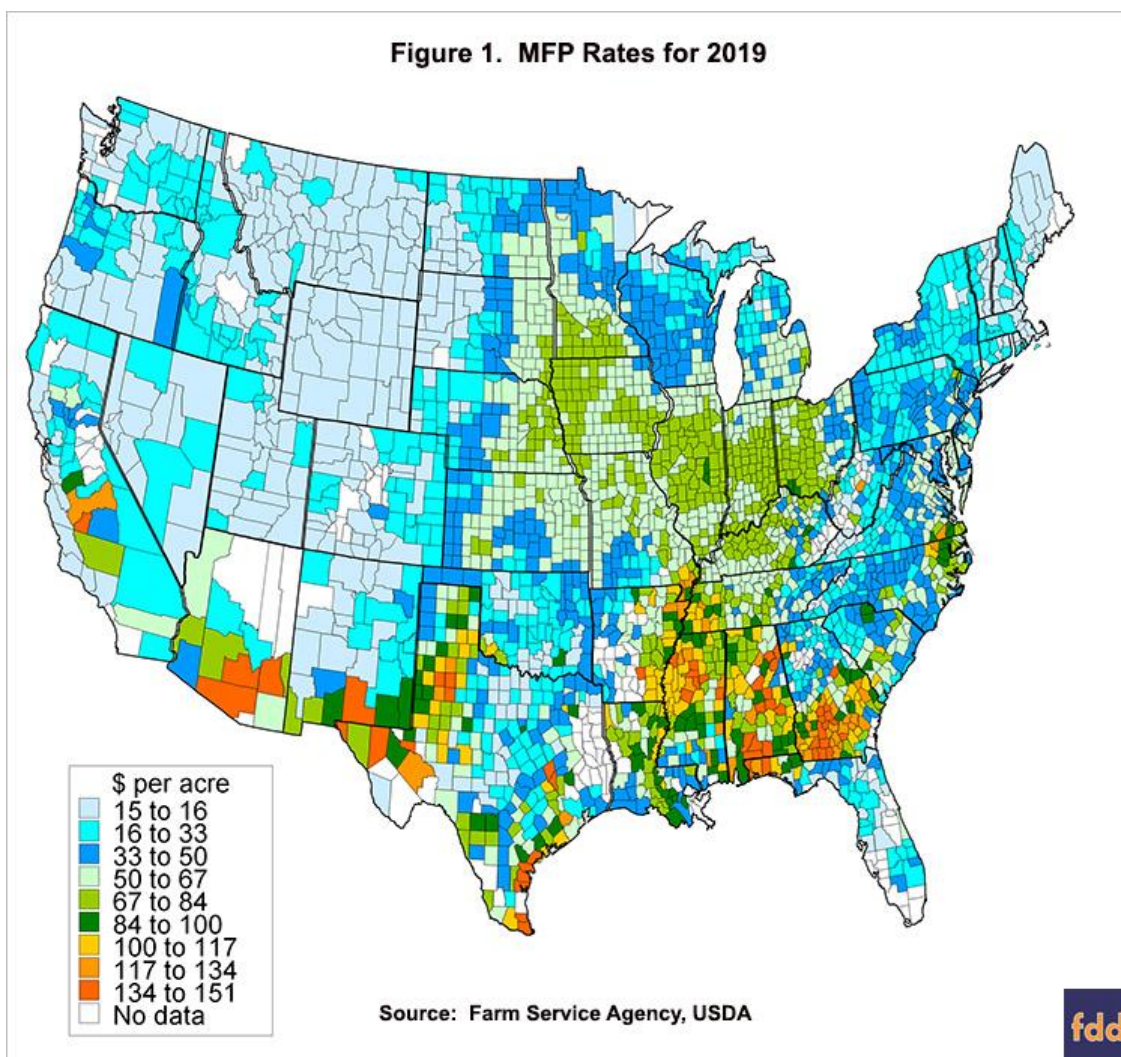 Figure 1.  MFP Rates for 2019
$ per acre
15 to 16
16 to 33
33 to 50
50 to 67
67 to 84
84 to 100
100 to 117
117 to 134
134 to 151
No data
Source:  Farm Service Agency, USDA
fdd